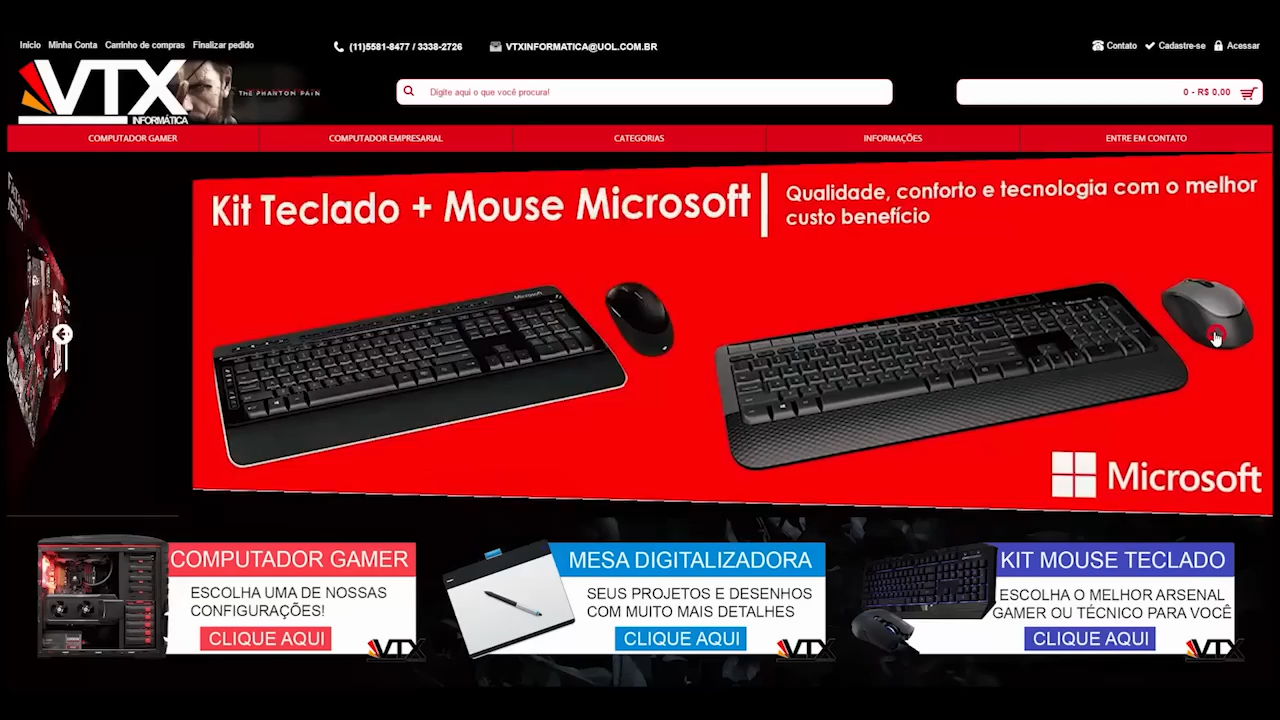 Início Minha Conta Carrinho de compras Finalizar pedido (11)5581-8477 / 3338-2726 VTXINFORMATICA@UOL.COM.BR Contato Cadastre-se Acessar
VTX
INFORMÁTICA
THE PHANTOM PAIN
Digite aqui o que você procura!
0 - R$ 0,00
COMPUTADOR GAMER COMPUTADOR EMPRESARIAL CATEGORIAS INFORMAÇÕES ENTRE EM CONTATO
Kit Teclado + Mouse Microsoft
Qualidade, conforto e tecnologia com o melhor
custo benefício
Microsoft
COMPUTADOR GAMER
ESCOLHA UMA DE NOSSAS
CONFIGURAÇÕES!
CLIQUE AQUI
VTX
MESA DIGITALIZADORA
SEUS PROJETOS E DESENHOS
COM MUITO MAIS DETALHES
CLIQUE AQUI
VTX
KIT MOUSE TECLADO
ESCOLHA O MELHOR ARSENAL
GAMER OU TÉCNICO PARA VOCÊ
CLIQUE AQUI
VTX